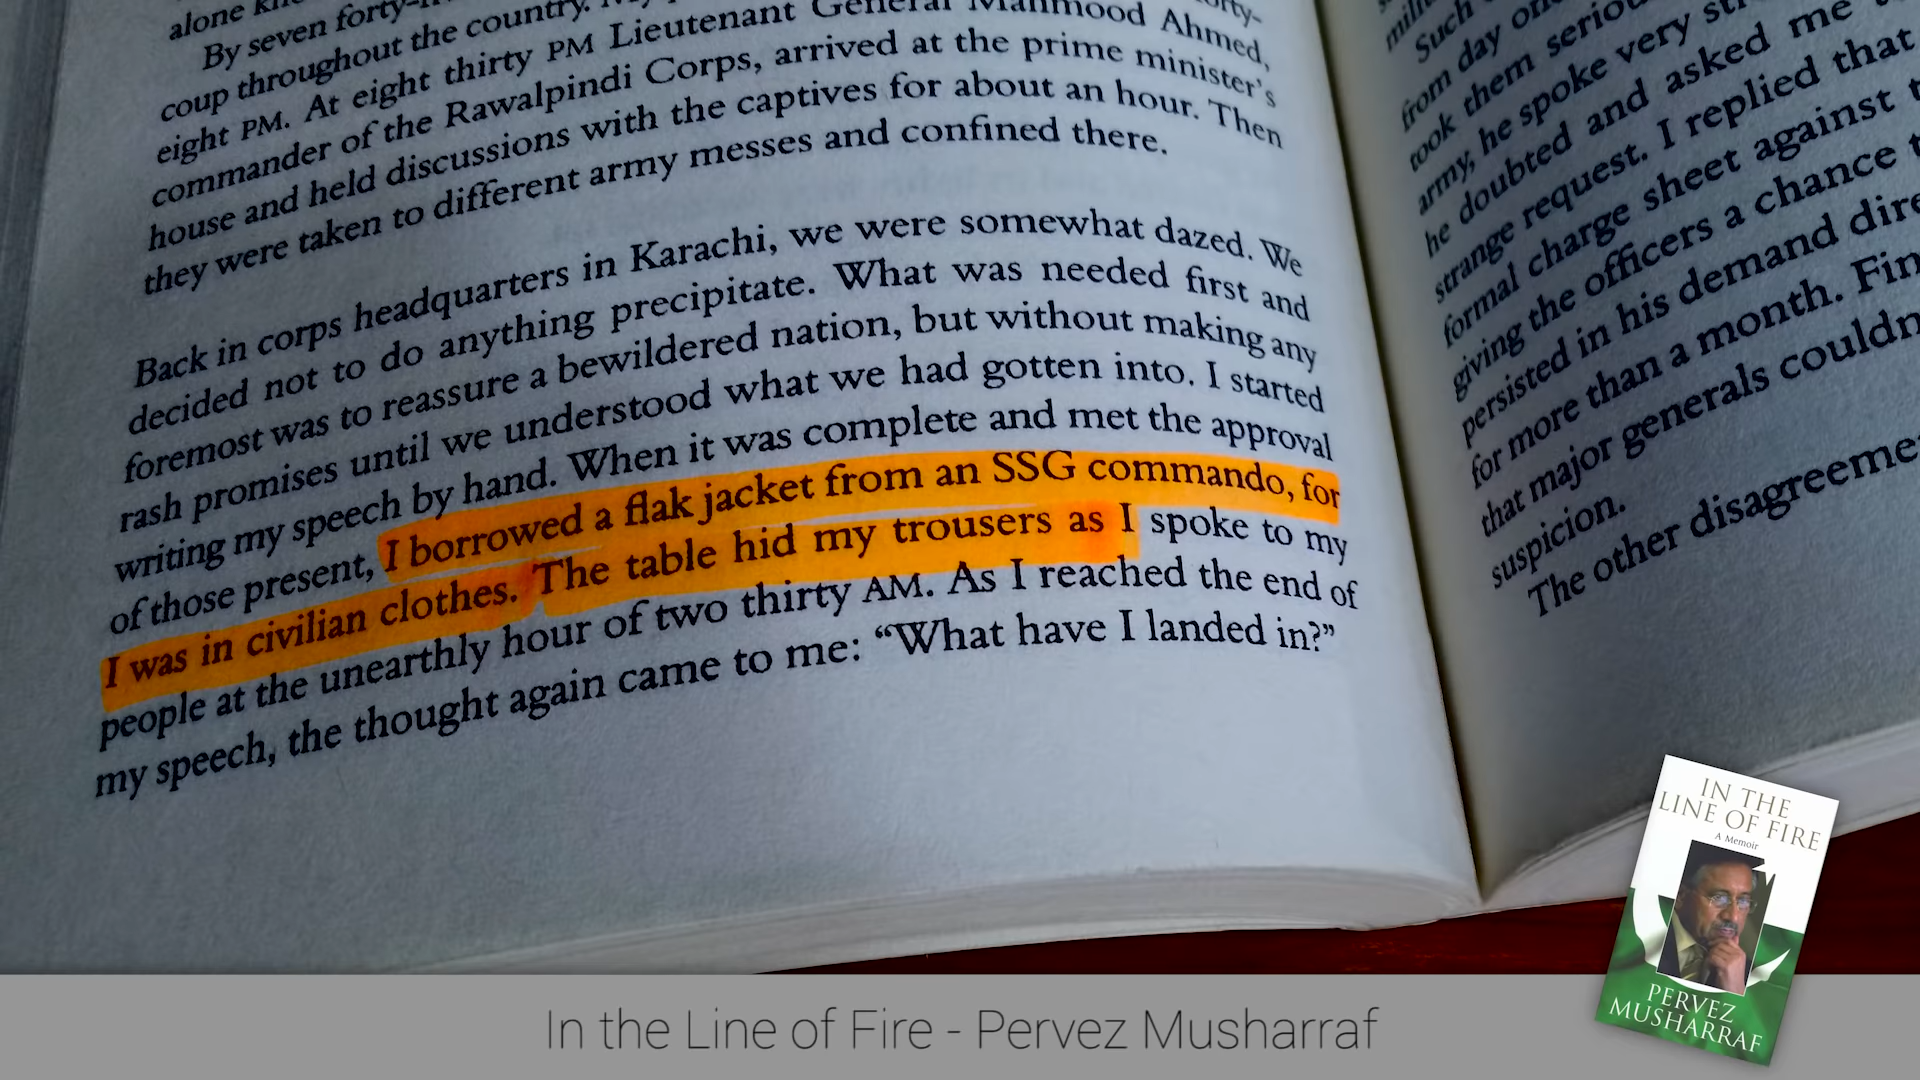 alone
By seven
coup throughout the country.
eight PM. At eight thirty PM Lieutenant General Mahmood Ahmed,
commander of the Rawalpindi Corps, arrived at the prime minister's
house and held discussions with the captives for about an hour. Then
they were taken to different army messes and confined there.
Back in corps headquarters in Karachi, we were somewhat dazed. We
decided not to do anything precipitate. What was needed first and
foremost was to reassure a bewildered nation, but without making any
rash promises until we understood what we had gotten into. I started
writing my speech by hand. When it was complete and met the approval
of those present, I borrowed a flak jacket from an SSG commando, for
I was in civilian clothes. The table hid my trousers as I spoke to my
people at the unearthly hour of two thirty AM. As I reached the end of
my speech, the thought again came to me: “What have I landed in?”
Such
from day
took them
army, he spoke very
he doubted and asked me
strange request. I replied that
formal charge sheet against
giving the officers a chance
persisted in his demand
for more than a month.
that major generals
suspicion.
The other
IN THE
LINE OF FIRE
A Memoir
PERVEZ
MUSHARRAF
In the Line of Fire - Pervez Musharraf